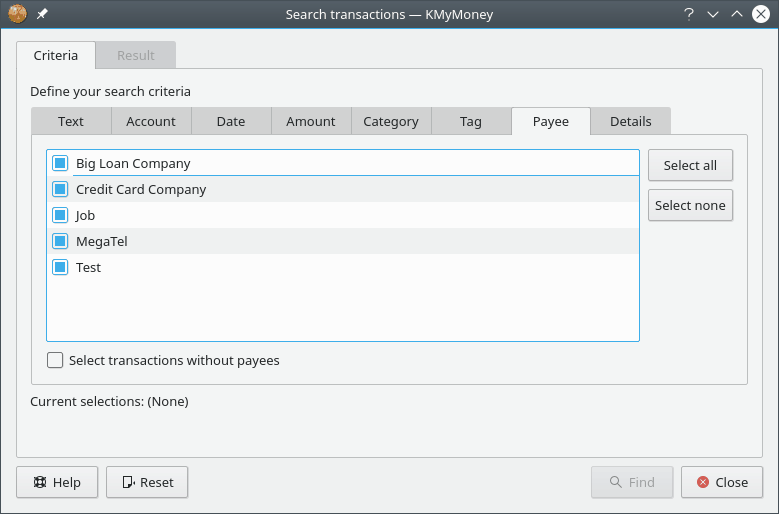 Search transactions — KMyMoney
Criteria Result
Define your search criteria
Text Account Date Amount Category Tag Payee Details
Big Loan Company
Select all
Credit Card Company
Select none
Job
MegaTel
Test
Select transactions without payees
Current selections: (None)
Help Reset Find Close